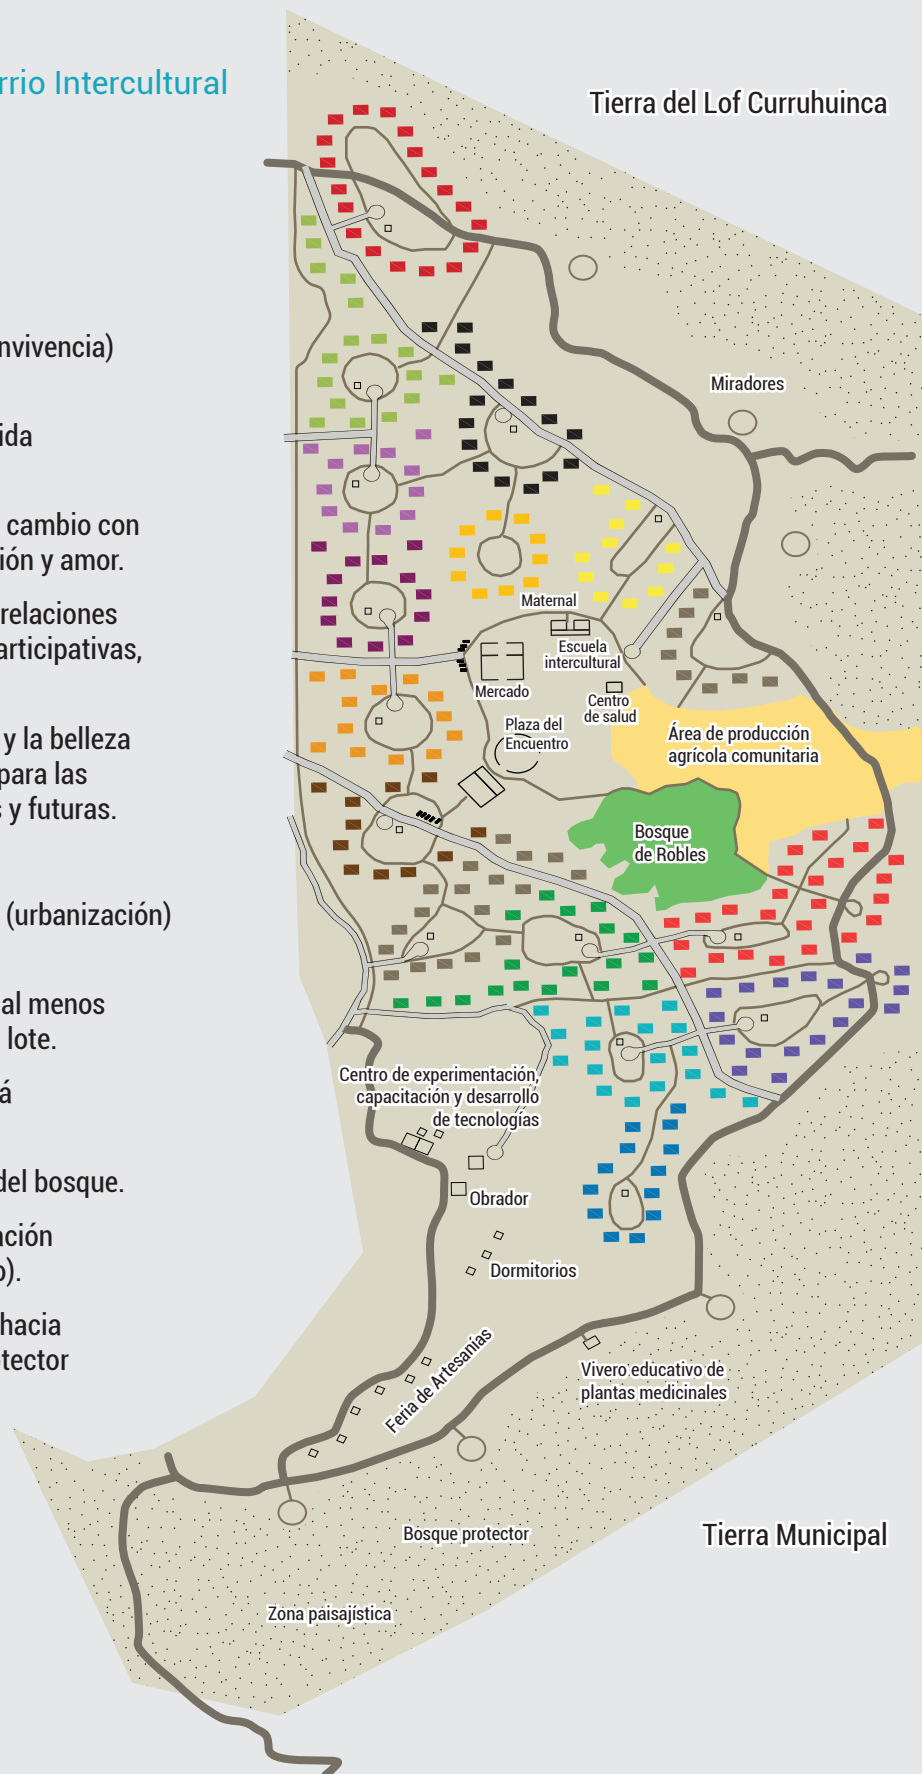 rrio Intercultural
nvivencia)
ida
cambio con
ión y amor.
relaciones
articipativas,
y la belleza
para las
s y futuras.
(urbanización)
al menos
lote.
á
del bosque.
ación
o).
hacia
otector
Tierra del Lof Curruhuinca
Miradores
Maternal
Escuela
intercultural
Mercado
Centro
de salud
Plaza del
Encuentro
Área de producción
agrícola comunitaria
Bosque
de Robles
Centro de experimentación,
capacitación y desarrollo
de tecnologías
Obrador
Dormitorios
Feria de Artesanías
Vivero educativo de
plantas medicinales
Bosque protector
Tierra Municipal
Zona paisajística